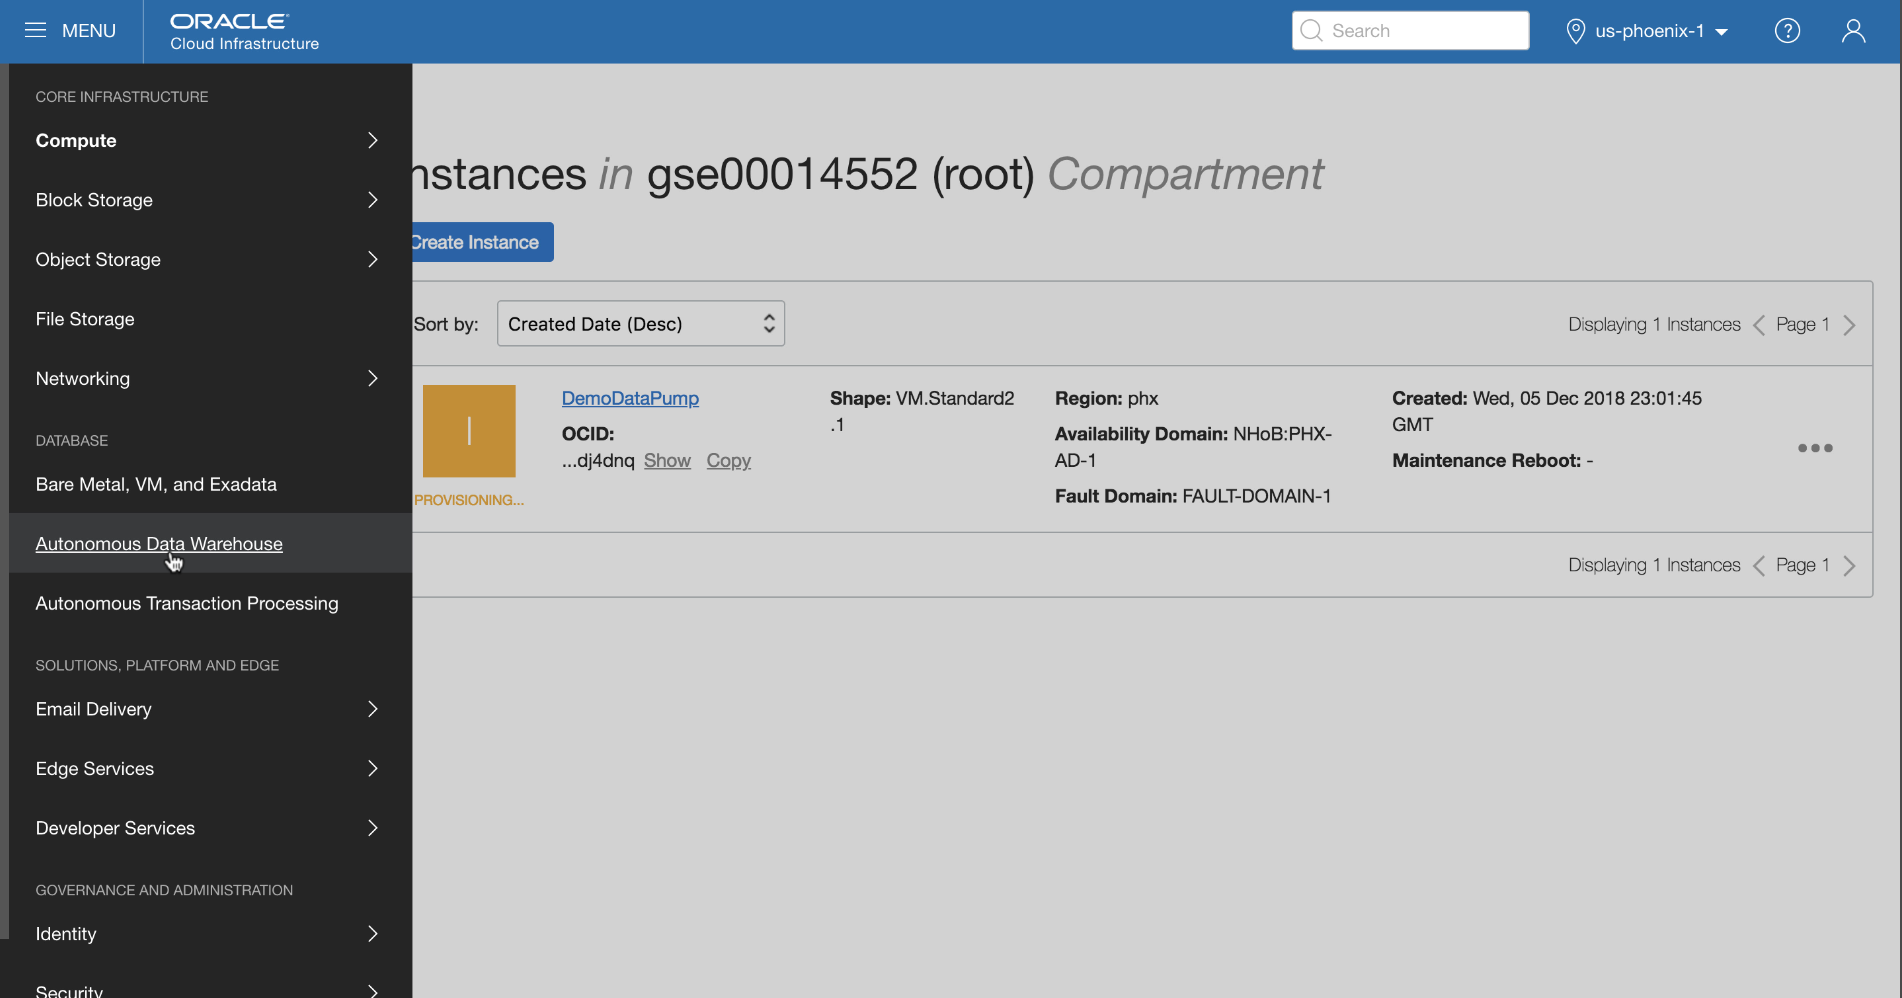 MENU
ORACLE
Cloud Infrastructure
Search
us-phoenix-1
?
CORE INFRASTRUCTURE
Compute
Block Storage
Object Storage
File Storage
Networking
DATABASE
Bare Metal, VM, and Exadata
Autonomous Data Warehouse
Autonomous Transaction Processing
SOLUTIONS, PLATFORM AND EDGE
Email Delivery
Edge Services
Developer Services
GOVERNANCE AND ADMINISTRATION
Identity
Security
nstances in gse00014552 (root) Compartment
Create Instance
Sort by: Created Date (Desc)
Displaying 1 Instances < Page 1 >
I
PROVISIONING...
DemoDataPump
OCID:
...dj4dnq Show Copy
Shape: VM.Standard2
.1
Region: phx
Availability Domain: NHoB:PHX-
AD-1
Fault Domain: FAULT-DOMAIN-1
Created: Wed, 05 Dec 2018 23:01:45
GMT
Maintenance Reboot: -
Displaying 1 Instances < Page 1 >